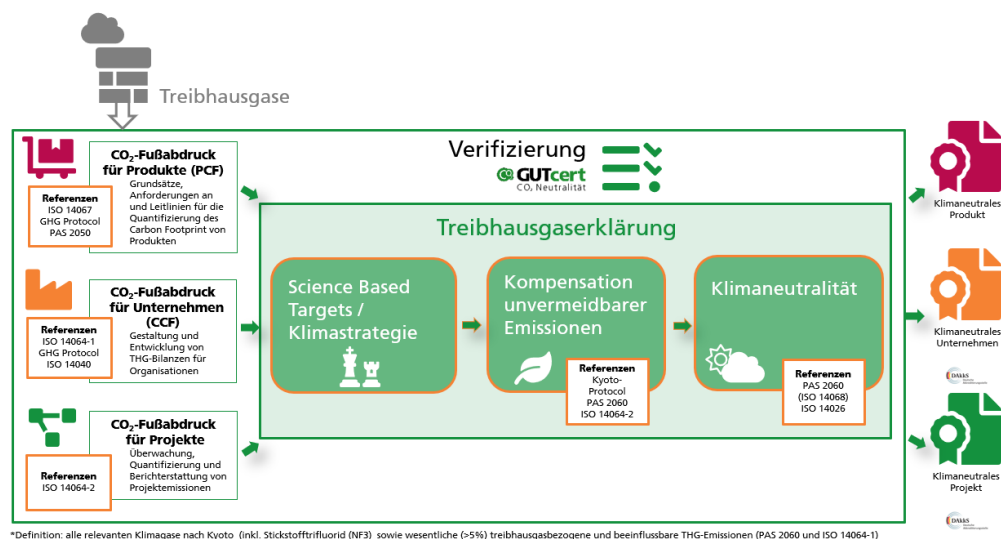 Treibhausgase
CO₂-Fußabdruck
für Produkte (PCF)
Grundsätze,
Anforderungen an
und Leitlinien für die
Quantifizierung des
Carbon Footprint von
Produkten
Referenzen
ISO 14067
GHG Protocol
PAS 2050
CO₂-Fußabdruck
für Unternehmen
(CCF)
Gestaltung und
Entwicklung von
THG-Bilanzen für
Organisationen
Referenzen
ISO 14064-1
GHG Protocol
ISO 14040
CO₂-Fußabdruck
für Projekte
Überwachung,
Quantifizierung und
Berichterstattung von
Projektemissionen
Referenzen
ISO 14064-2
Verifizierung
GUTcert
CO₂ Neutralität
Treibhausgaserklärung
Science Based
Targets /
Klimastrategie
Kompensation
unvermeidbarer
Emissionen
Referenzen
Kyoto-
Protocol
PAS 2060
ISO 14064-2
Klimaneutralität
Referenzen
PAS 2060
(ISO 14068)
ISO 14026
Klimaneutrales
Produkt
Klimaneutrales
Unternehmen
DAkkS
Klimaneutrales
Projekt
DAkkS
*Definition: alle relevanten Klimagase nach Kyoto (inkl. Stickstofftrifluorid (NF3) sowie wesentliche (>5%) treibhausgasbezogene und beeinflussbare THG-Emissionen (PAS 2060 und ISO 14064-1)